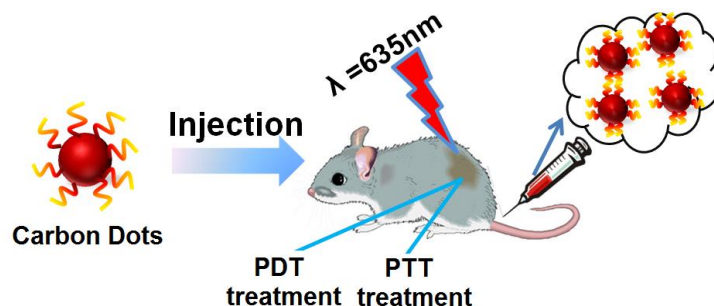 λ =635nm
Injection
Carbon Dots
PDT
treatment
PTT
treatment